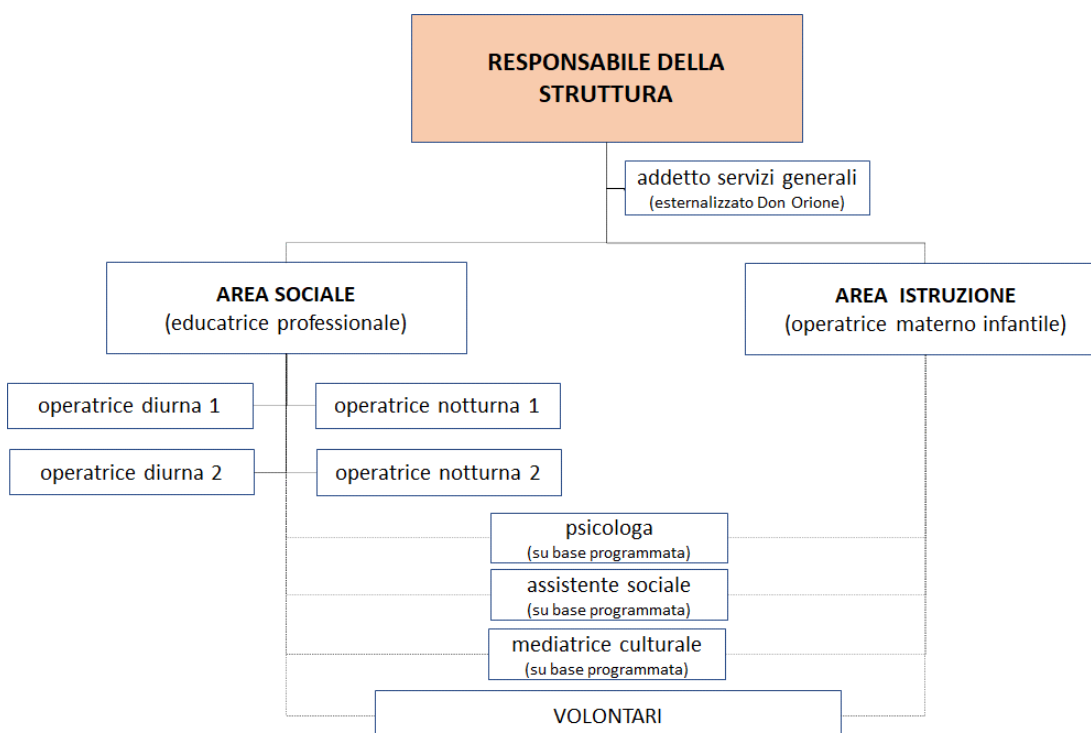 RESPONSABILE DELLA
STRUTTURA
addetto servizi generali
(esternalizzato Don Orione)
AREA SOCIALE
(educatrice professionale)
AREA ISTRUZIONE
(operatrice materno infantile)
operatrice diurna 1
operatrice notturna 1
operatrice diurna 2
operatrice notturna 2
psicologa
(su base programmata)
assistente sociale
(su base programmata)
mediatrice culturale
(su base programmata)
VOLONTARI